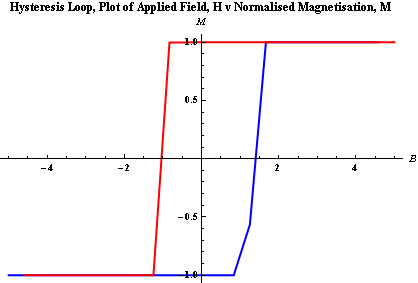 Hysteresis Loop, Plot of Applied Field, H v Normalised Magnetisation, M
M
1.0
0.5
B
-4
-2
2
4
-0.5
-1.0